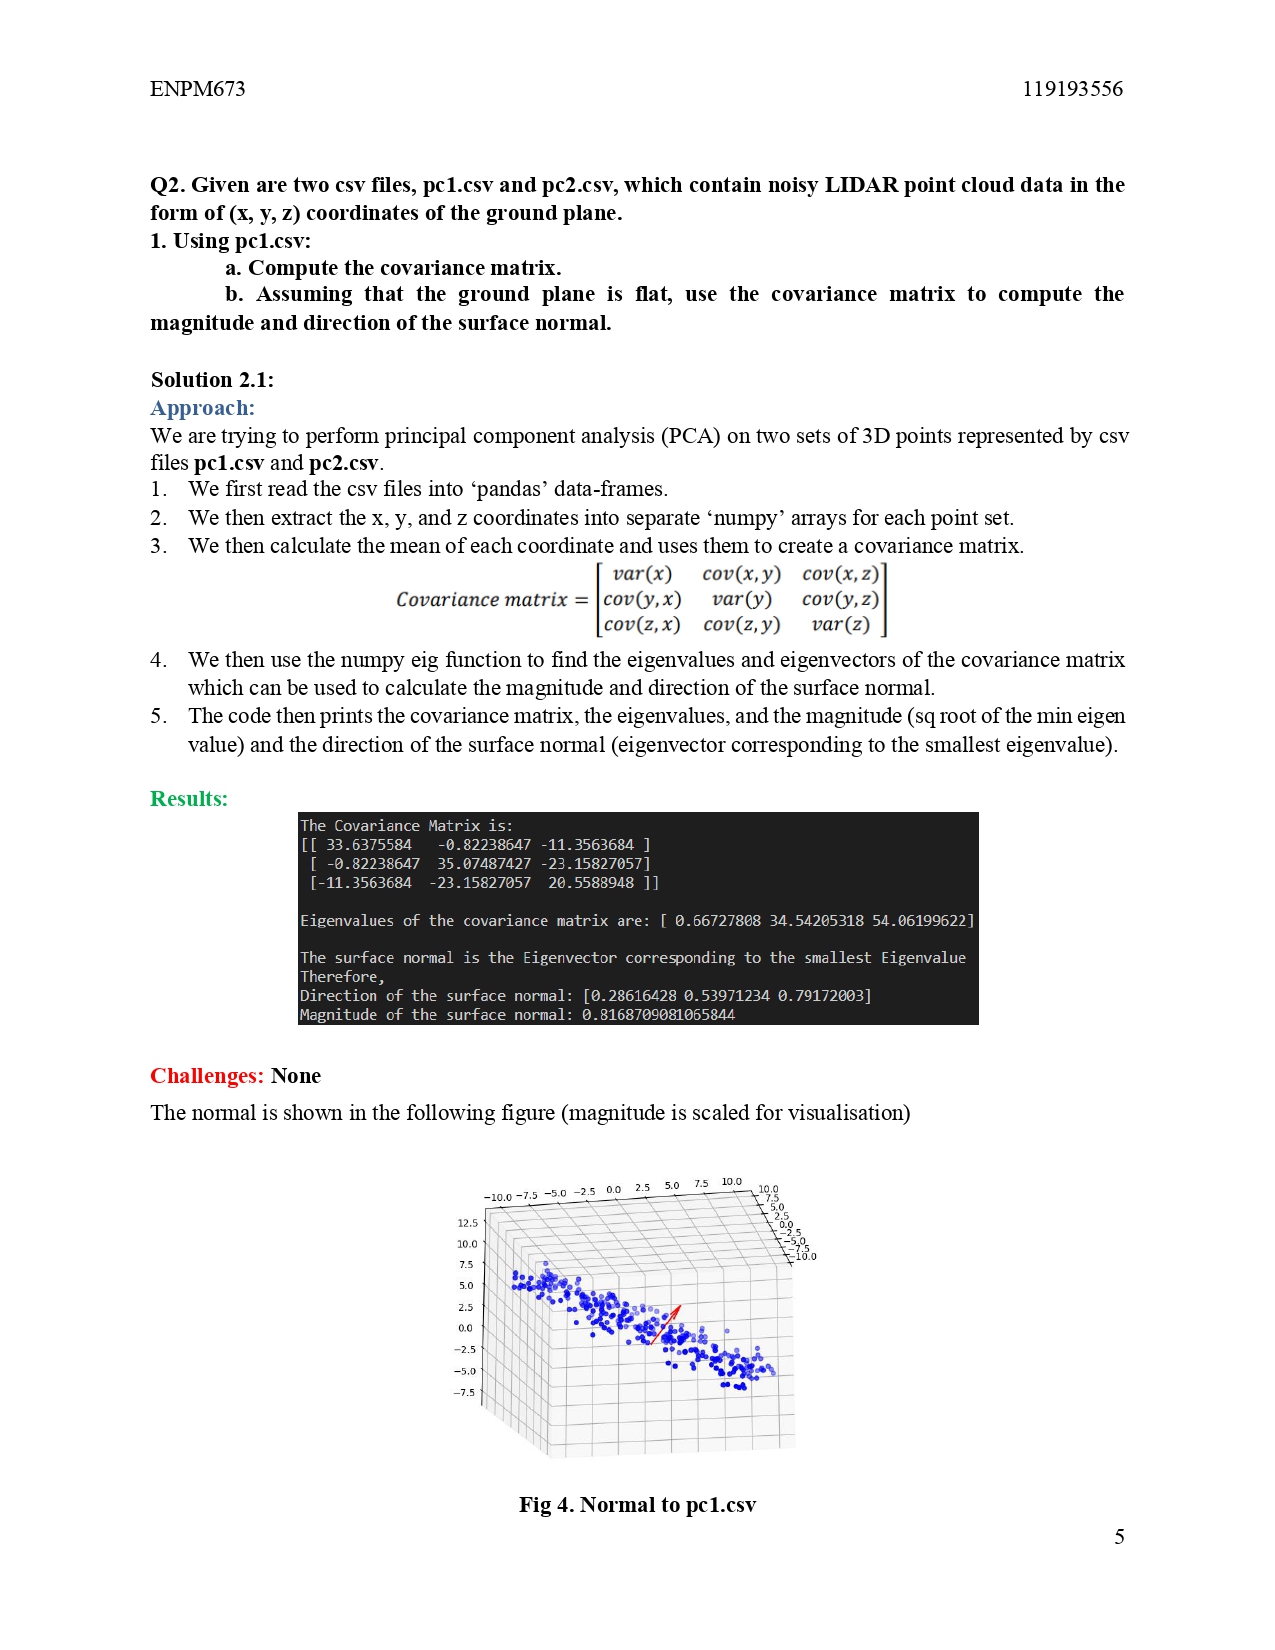 ENPM673 119193556
Q2. Given are two csv files, pc1.csv and pc2.csv, which contain noisy LIDAR point cloud data in the
form of (x, y, z) coordinates of the ground plane.
1. Using pc1.csv:
a. Compute the covariance matrix.
b. Assuming that the ground plane is flat, use the covariance matrix to compute the
magnitude and direction of the surface normal.
Solution 2.1:
Approach:
We are trying to perform principal component analysis (PCA) on two sets of 3D points represented by csv
files pc1.csv and pc2.csv.
1. We first read the csv files into ‘pandas’ data-frames.
2. We then extract the x, y, and z coordinates into separate ‘numpy’ arrays for each point set.
3. We then calculate the mean of each coordinate and uses them to create a covariance matrix.
var(x) cov(x, y) cov(x, z)
Covariance matrix = cov(y, x) var(y) cov(y, z)
cov(z, x) cov(z, y) var(z)
4. We then use the numpy eig function to find the eigenvalues and eigenvectors of the covariance matrix
which can be used to calculate the magnitude and direction of the surface normal.
5. The code then prints the covariance matrix, the eigenvalues, and the magnitude (sq root of the min eigen
value) and the direction of the surface normal (eigenvector corresponding to the smallest eigenvalue).
Results:
The Covariance Matrix is:
[[ 33.6375584 -0.82238647 -11.3563684 ]
[ -0.82238647 35.07487427 -23.15827057]
[-11.3563684 -23.15827057 20.5588948 ]]
Eigenvalues of the covariance matrix are: [ 0.66727808 34.54205318 54.06199622]
The surface normal is the Eigenvector corresponding to the smallest Eigenvalue
Therefore,
Direction of the surface normal: [0.28616428 0.53971234 0.79172003]
Magnitude of the surface normal: 0.8168709081065844
Challenges: None
The normal is shown in the following figure (magnitude is scaled for visualisation)
−10.0 −7.5 −5.0 −2.5 0.0 2.5 5.0 7.5 10.0
10.0
7.5
5.0
2.5
0.0
−2.5
−5.0
−7.5
−10.0
12.5
10.0
7.5
5.0
2.5
0.0
−2.5
−5.0
−7.5
Fig 4. Normal to pc1.csv
5